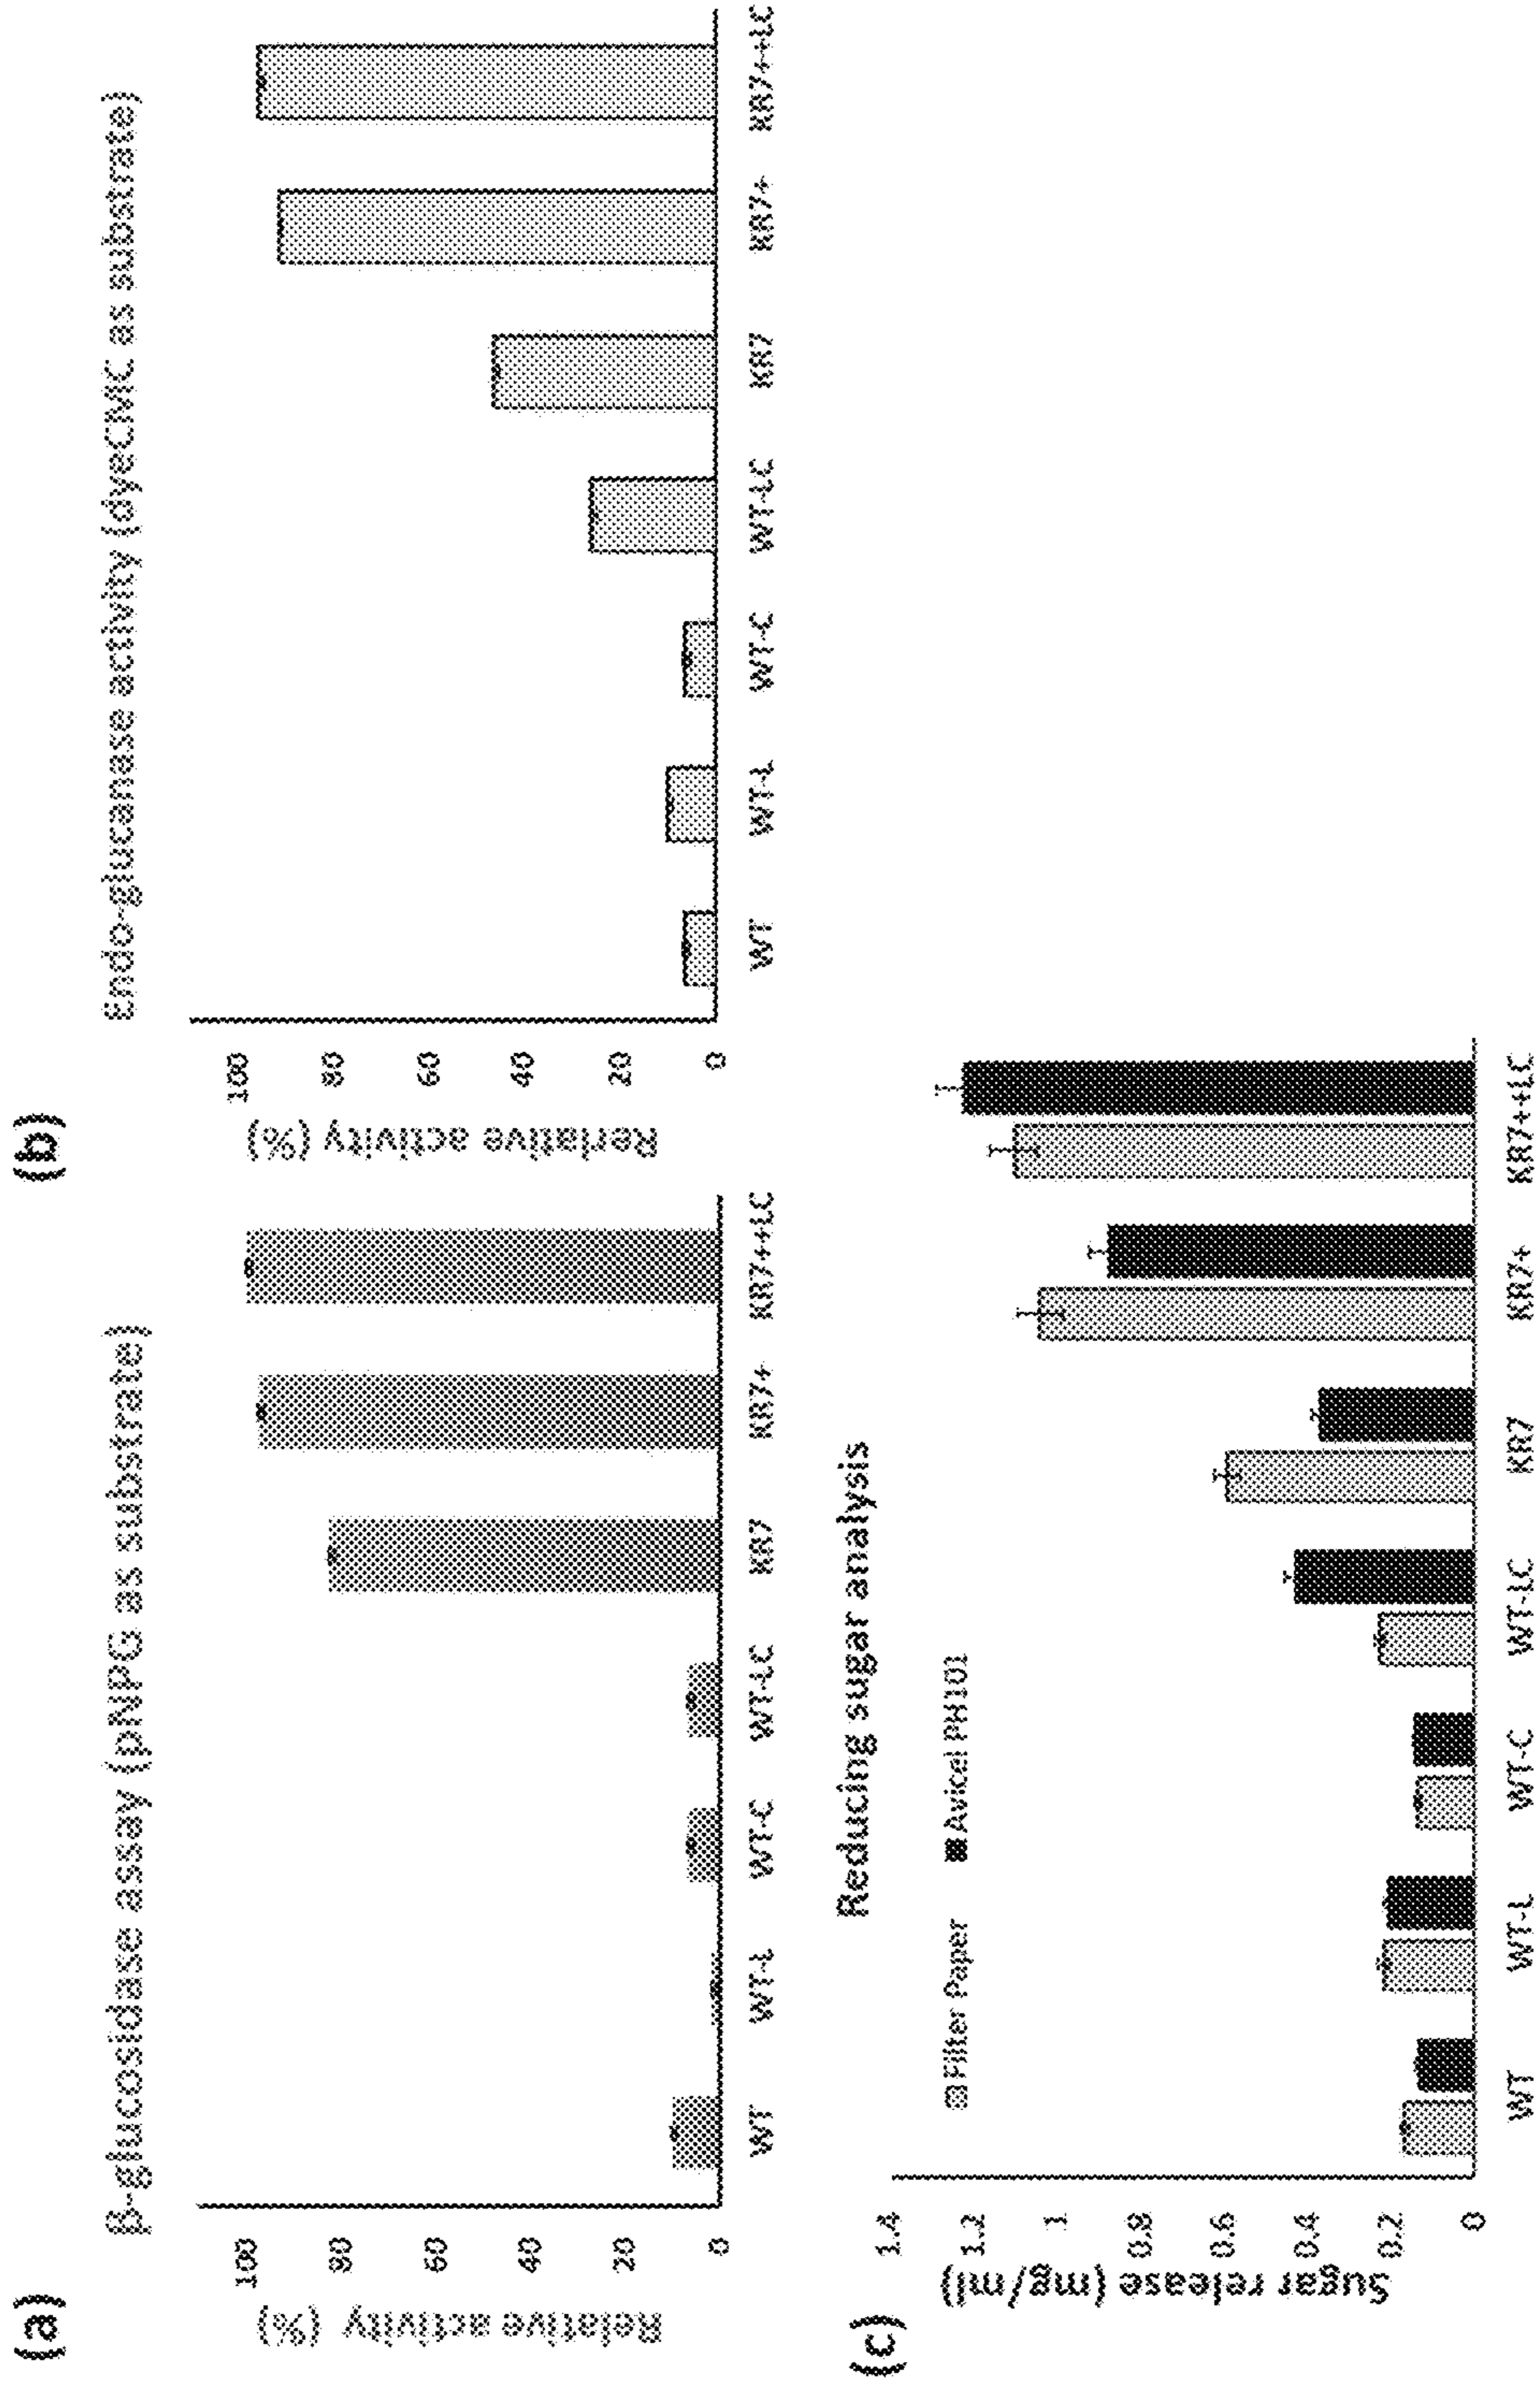 (a)
β-glucosidase assay (pNPG as substrate)
Relative activity (%)
100
80
60
40
20
0
WT
WT-L
WT-C
WT-LC
KR7
KR7+
KR7++LC
(b)
Endo-glucanase activity (dyeCMC as substrate)
Rerlative activity (%)
100
80
60
40
20
0
WT
WT-L
WT-C
WT-LC
KR7
KR7+
KR7++LC
(c)
Reducing sugar analysis
Filter Paper
Avicel PH101
Sugar release (mg/ml)
1.4
1.2
1
0.8
0.6
0.4
0.2
0
WT
WT-L
WT-C
WT-LC
KR7
KR7+
KR7++LC